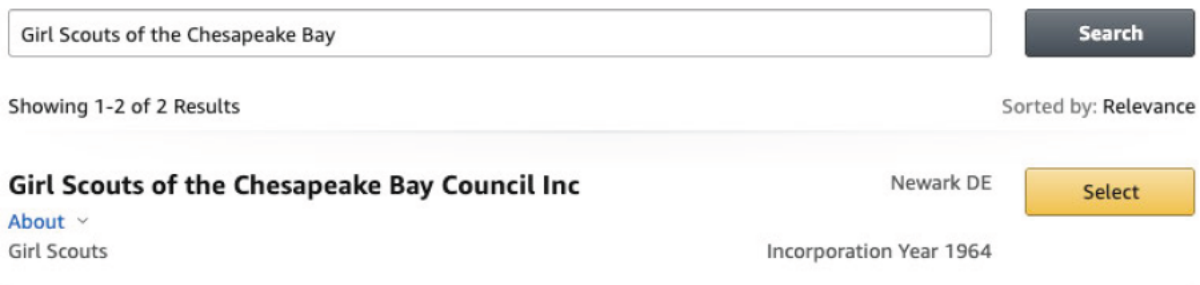 Girl Scouts of the Chesapeake Bay Search
Showing 1-2 of 2 Results Sorted by: Relevance
Girl Scouts of the Chesapeake Bay Council Inc Newark DE Select
About
Girl Scouts Incorporation Year 1964